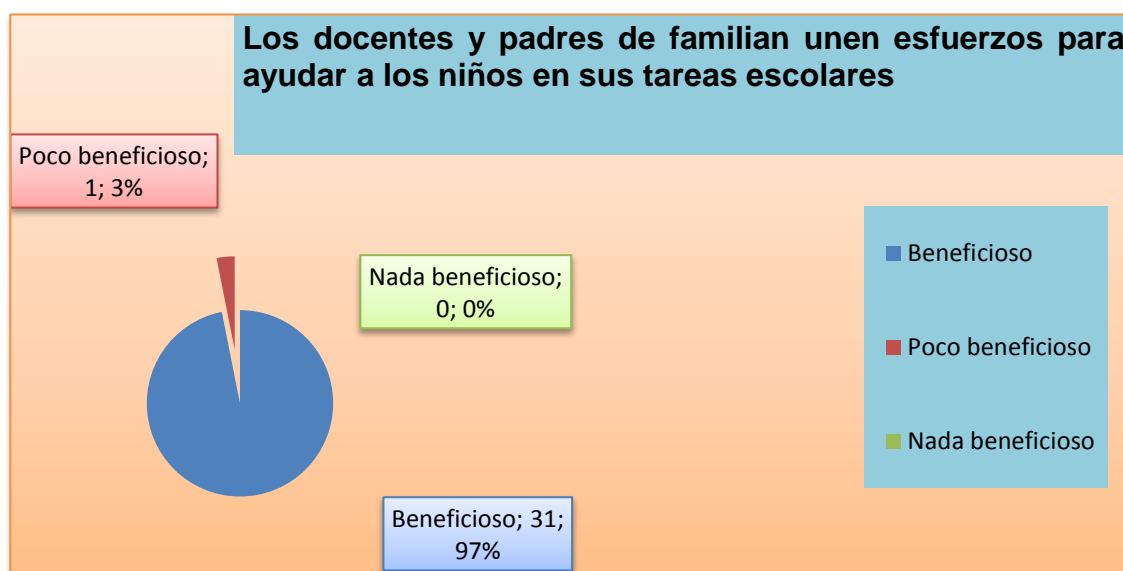 Los docentes y padres de familian unen esfuerzos para
ayudar a los niños en sus tareas escolares
Poco beneficioso;
1; 3%
Nada beneficioso;
0; 0%
Beneficioso
Poco beneficioso
Nada beneficioso
Beneficioso; 31;
97%